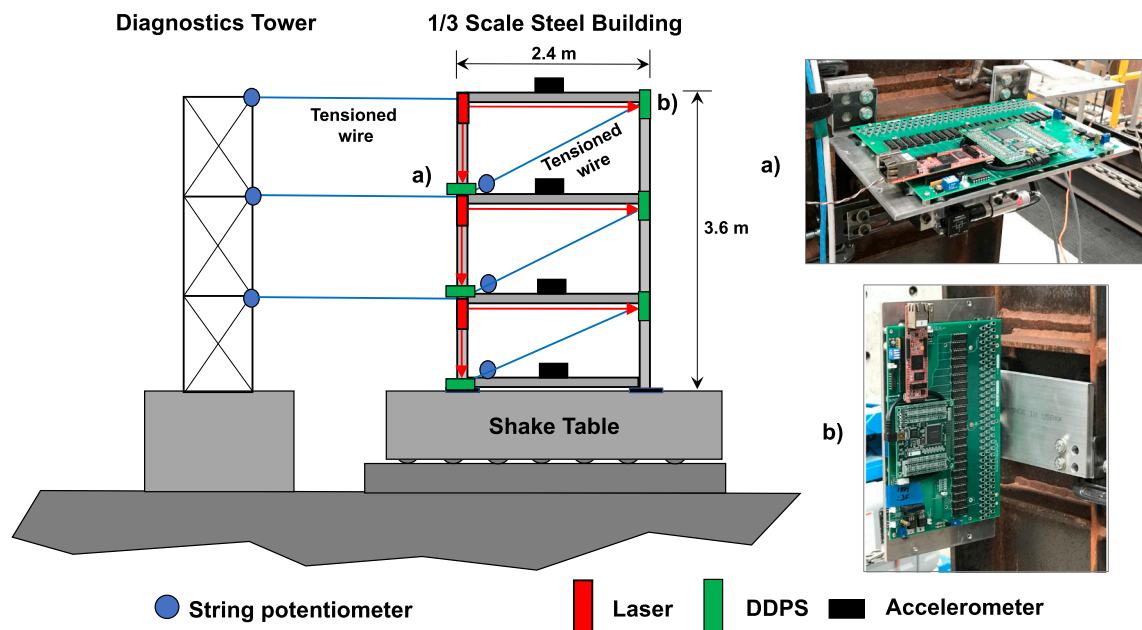 Diagnostics Tower
1/3 Scale Steel Building
2.4 m
Tensioned
wire
b)
Tensioned
wire
a)
3.6 m
Shake Table
a)
b)
String potentiometer
Laser
DDPS
Accelerometer